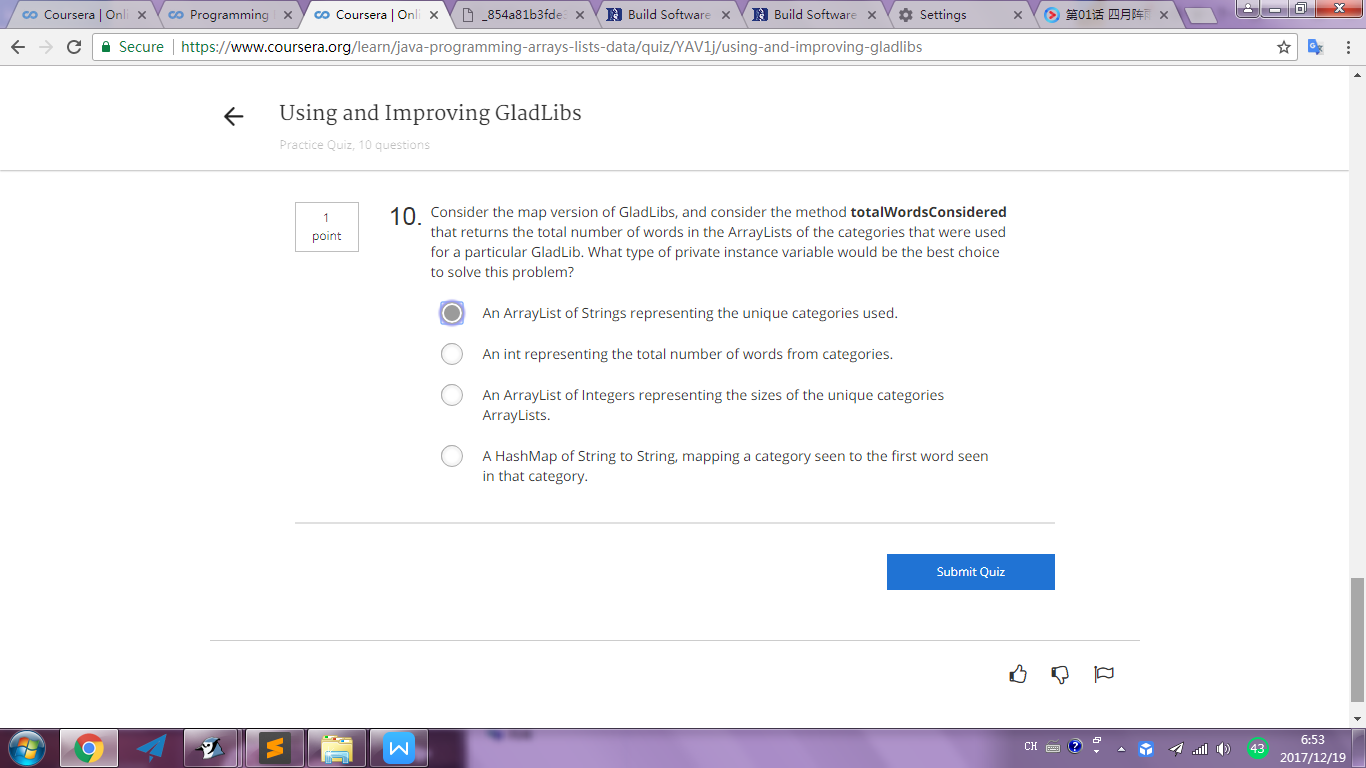 Coursera | Onli
Programming
Coursera | Onli
_854a81b3fde
Build Software
Build Software
Settings
第01话 四月阵雨
Secure
https://www.coursera.org/learn/java-programming-arrays-lists-data/quiz/YAV1j/using-and-improving-gladlibs
Using and Improving GladLibs
Practice Quiz, 10 questions
1
point
10.
Consider the map version of GladLibs, and consider the method totalWordsConsidered
that returns the total number of words in the ArrayLists of the categories that were used
for a particular GladLib. What type of private instance variable would be the best choice
to solve this problem?
An ArrayList of Strings representing the unique categories used.
An int representing the total number of words from categories.
An ArrayList of Integers representing the sizes of the unique categories
ArrayLists.
A HashMap of String to String, mapping a category seen to the first word seen
in that category.
Submit Quiz
CH
43
6:53
2017/12/19